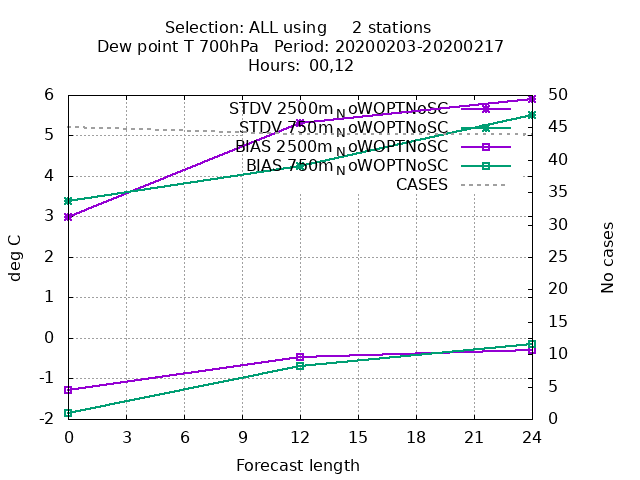 Selection: ALL using 2 stations
Dew point T 700hPa Period: 20200203-20200217
Hours: 00,12
STDV 2500m_NoWOPTNoSC
STDV 750m_NoWOPTNoSC
BIAS 2500m_NoWOPTNoSC
BIAS 750m_NoWOPTNoSC
CASES
deg C
6
5
4
3
2
1
0
-1
-2
No cases
50
45
40
35
30
25
20
15
10
5
0
0 3 6 9 12 15 18 21 24
Forecast length